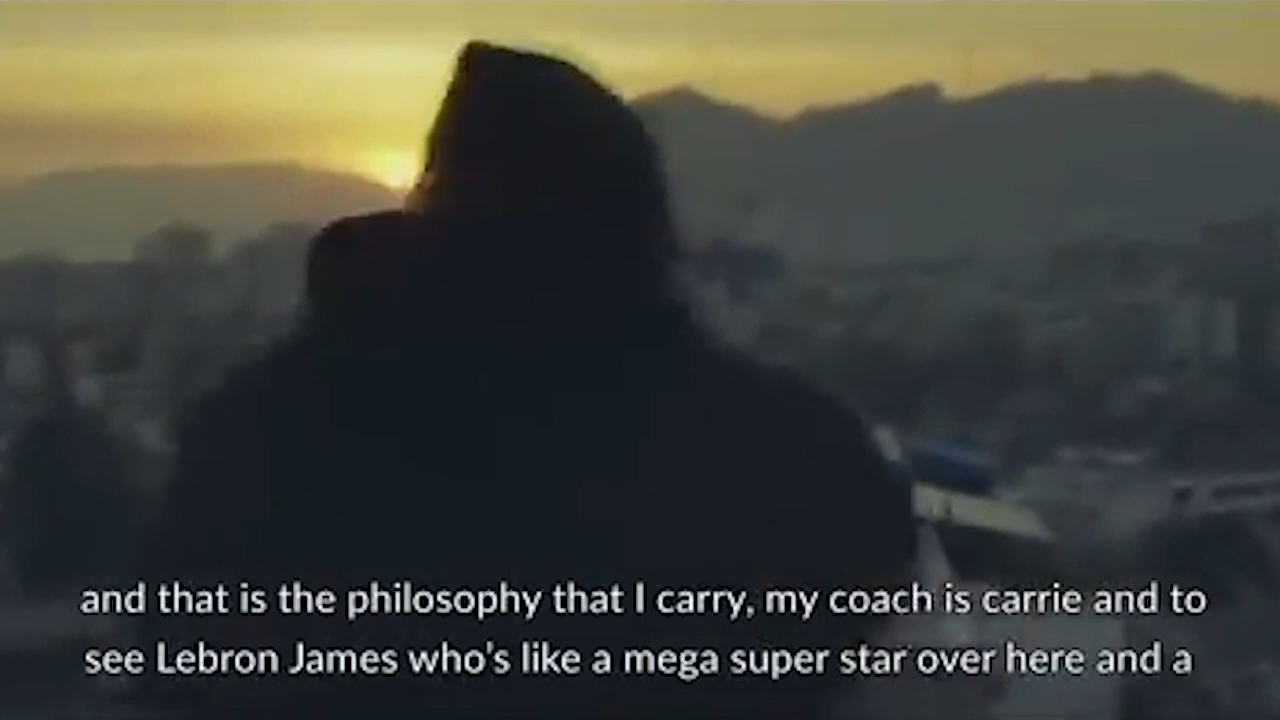 and that is the philosophy that I carry, my coach is carrie and to
see Lebron James who's like a mega super star over here and a